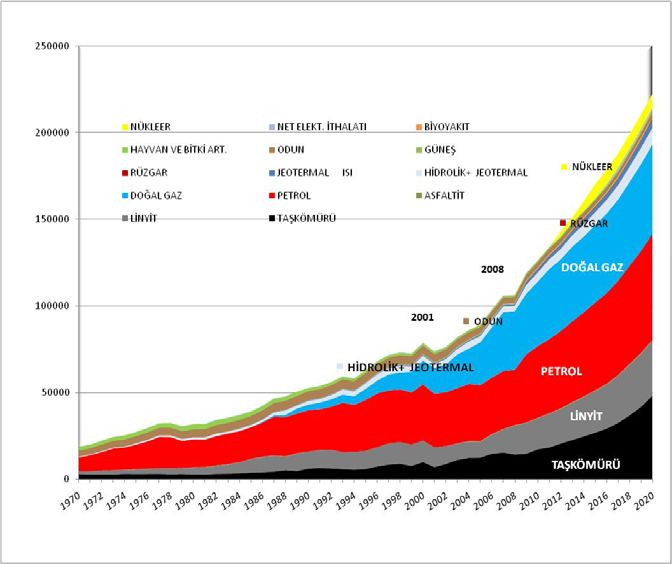 250000
200000
150000
100000
50000
0
NÜKLEER NET ELEKT. İTHALATI BİYOYAKIT
HAYVAN VE BİTKİ ART. ODUN GÜNEŞ
RÜZGAR JEOTERMAL ISI HİDROLİK+ JEOTERMAL
DOĞAL GAZ PETROL ASFALTİT
LİNYİT TAŞKÖMÜRÜ
NÜKLEER
RÜZGAR
DOĞAL GAZ
2008
2001
ODUN
HİDROLİK+ JEOTERMAL
PETROL
LİNYİT
TAŞKÖMÜRÜ
1970 1972 1974 1976 1978 1980 1982 1984 1986 1988 1990 1992 1994 1996 1998 2000 2002 2004 2006 2008 2010 2012 2014 2016 2018 2020